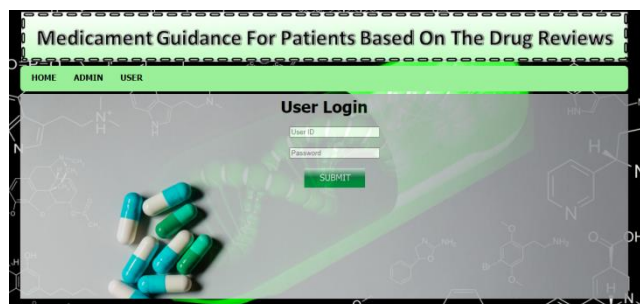 Medicament Guidance For Patients Based On The Drug Reviews
HOME ADMIN USER
User Login
User ID
Password
SUBMIT